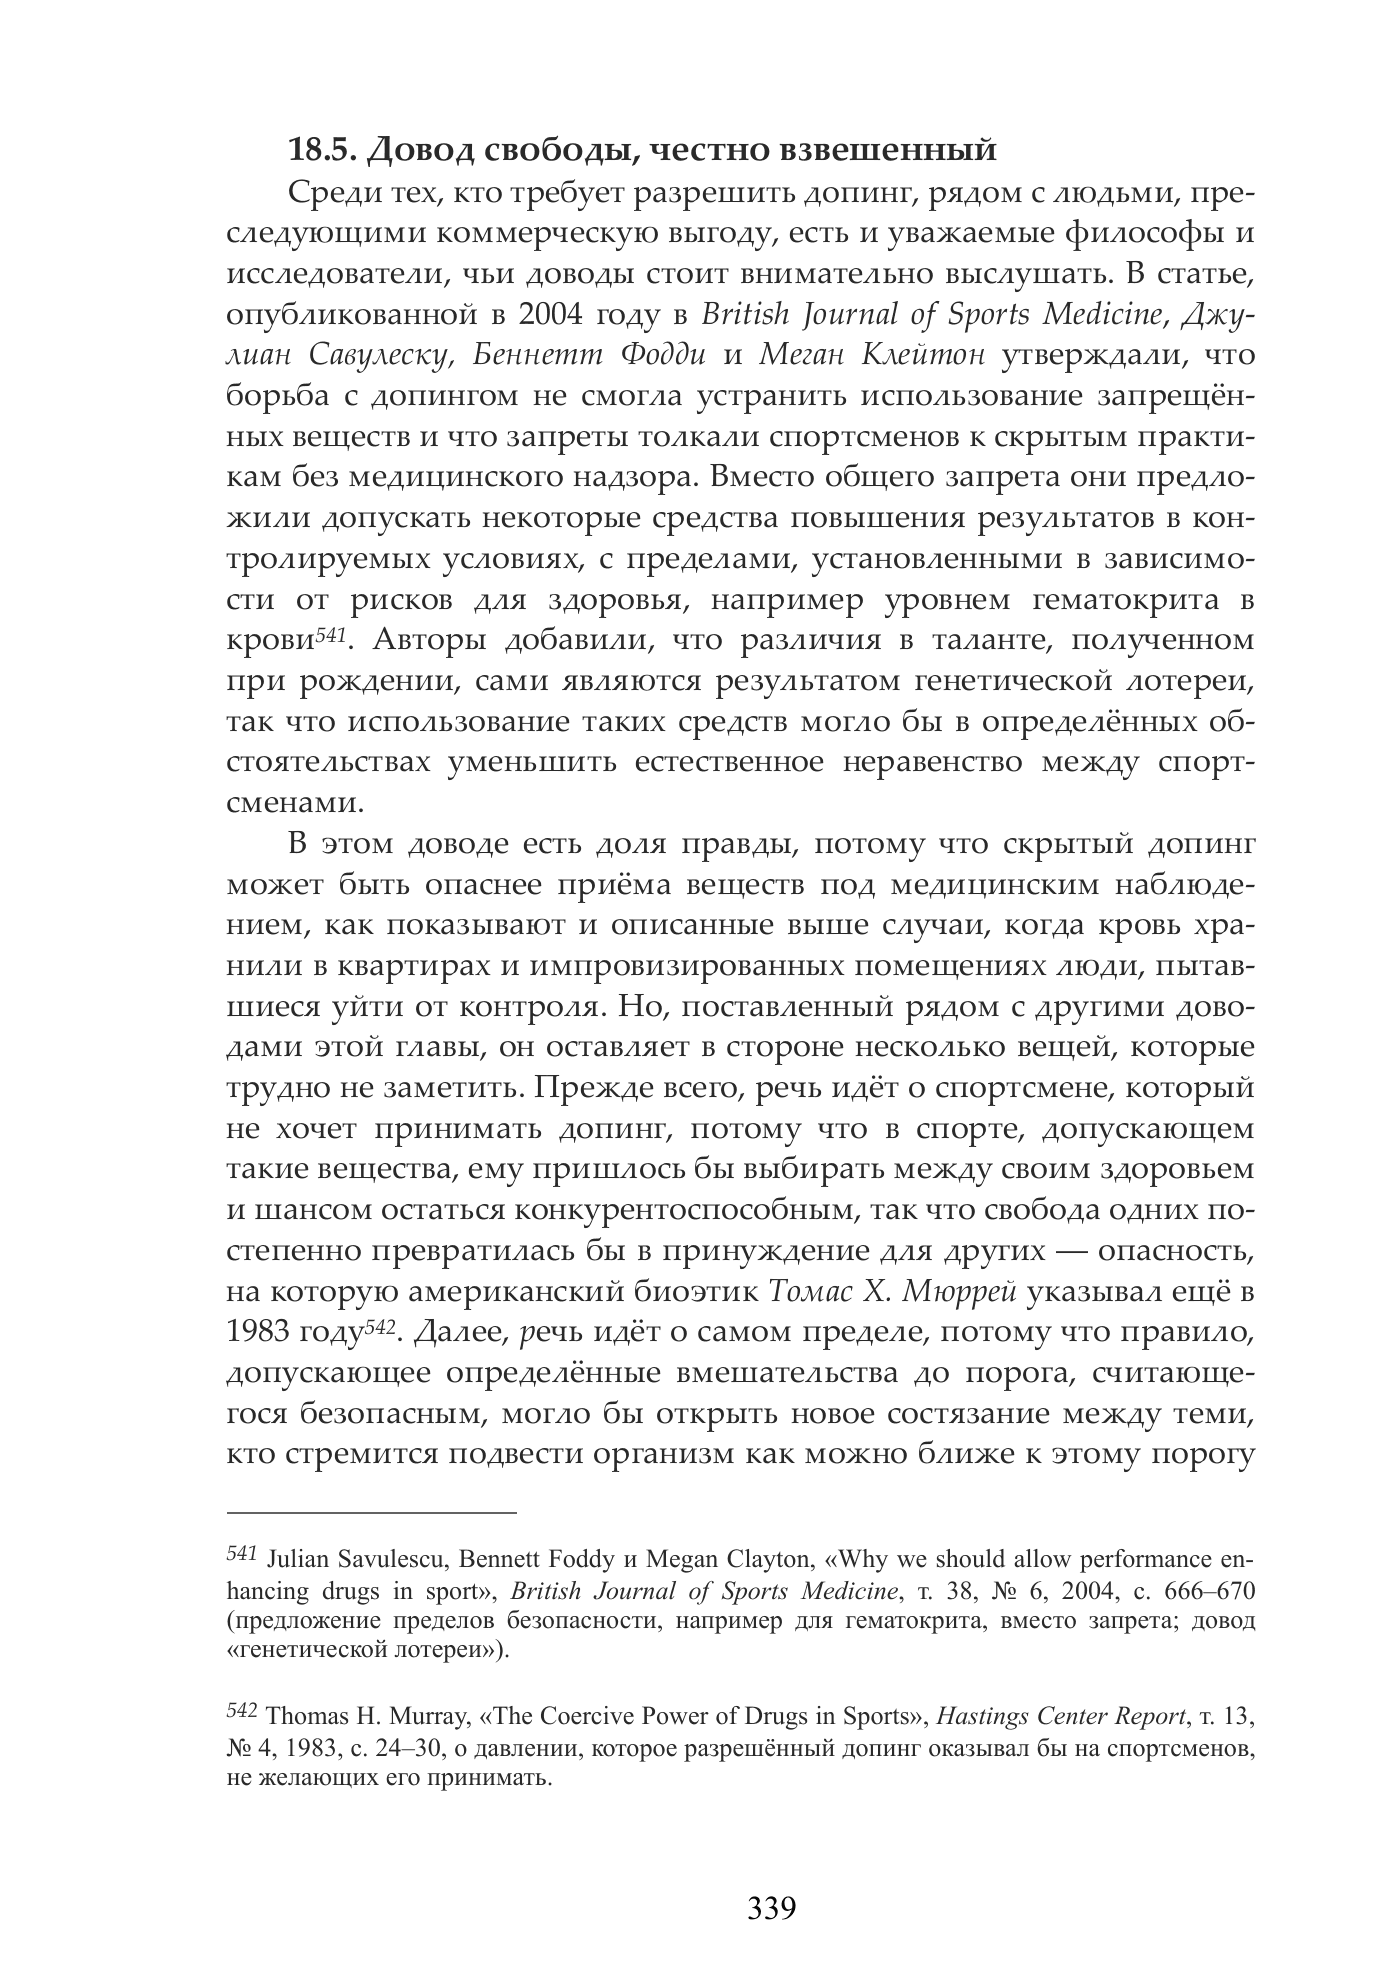 18.5. Довод свободы, честно взвешенный
Среди тех, кто требует разрешить допинг, рядом с людьми, пре-
следующими коммерческую выгоду, есть и уважаемые философы и
исследователи, чьи доводы стоит внимательно выслушать. В статье,
опубликованной в 2004 году в British Journal of Sports Medicine, Джу-
лиан Савулеску, Беннетт Фодди и Меган Клейтон утверждали, что
борьба с допингом не смогла устранить использование запрещён-
ных веществ и что запреты толкали спортсменов к скрытым практи-
кам без медицинского надзора. Вместо общего запрета они предло-
жили допускать некоторые средства повышения результатов в кон-
тролируемых условиях, с пределами, установленными в зависимо-
сти от рисков для здоровья, например уровнем гематокрита в
крови541. Авторы добавили, что различия в таланте, полученном
при рождении, сами являются результатом генетической лотереи,
так что использование таких средств могло бы в определённых об-
стоятельствах уменьшить естественное неравенство между спорт-
сменами.
В этом доводе есть доля правды, потому что скрытый допинг
может быть опаснее приёма веществ под медицинским наблюде-
нием, как показывают и описанные выше случаи, когда кровь хра-
нили в квартирах и импровизированных помещениях люди, пытав-
шиеся уйти от контроля. Но, поставленный рядом с другими дово-
дами этой главы, он оставляет в стороне несколько вещей, которые
трудно не заметить. Прежде всего, речь идёт о спортсмене, который
не хочет принимать допинг, потому что в спорте, допускающем
такие вещества, ему пришлось бы выбирать между своим здоровьем
и шансом остаться конкурентоспособным, так что свобода одних по-
степенно превратилась бы в принуждение для других — опасность,
на которую американский биоэтик Томас Х. Мюррей указывал ещё в
1983 году542. Далее, речь идёт о самом пределе, потому что правило,
допускающее определённые вмешательства до порога, считающе-
гося безопасным, могло бы открыть новое состязание между теми,
кто стремится подвести организм как можно ближе к этому порогу
541 Julian Savulescu, Bennett Foddy и Megan Clayton, «Why we should allow performance en-
hancing drugs in sport», British Journal of Sports Medicine, т. 38, № 6, 2004, с. 666–670
(предложение пределов безопасности, например для гематокрита, вместо запрета; довод
«генетической лотереи»).
542 Thomas H. Murray, «The Coercive Power of Drugs in Sports», Hastings Center Report, т. 13,
№ 4, 1983, с. 24–30, о давлении, которое разрешённый допинг оказывал бы на спортсменов,
не желающих его принимать.
339